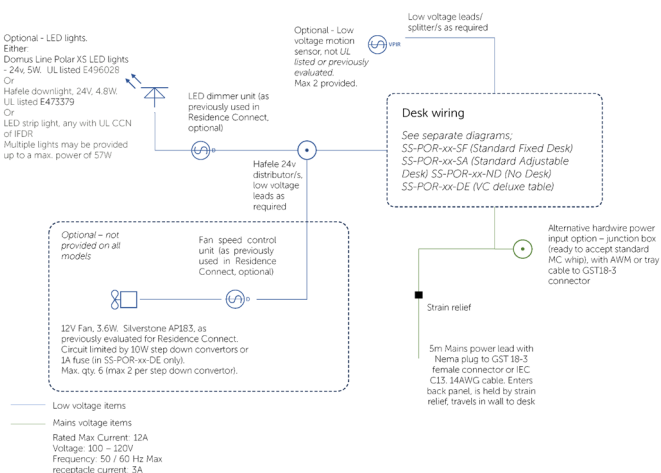 Optional - LED lights.
Either:
Domus Line Polar XS LED lights
- 24v, 5W. UL listed E496028
Or
Hafele downlight, 24V, 4.8W.
UL listed E473379
Or
LED strip light, any with UL CCN
of IFDR
Multiple lights may be provided
up to a max. power of 57W
LED dimmer unit (as
previously used in
Residence Connect,
optional)
D
Optional - Low
voltage motion
sensor, not UL
listed or previously
evaluated.
Max 2 provided.
VPIR
Low voltage leads/
splitter/s as required
Hafele 24v
distributor/s,
low voltage
leads as
required
Desk wiring
See separate diagrams;
SS-POR-xx-SF (Standard Fixed Desk)
SS-POR-xx-SA (Standard Adjustable
Desk) SS-POR-xx-ND (No Desk)
SS-POR-xx-DE (VC deluxe table)
Optional – not
provided on all
models
Fan speed control
unit (as previously
used in Residence
Connect, optional)
D
12V Fan, 3.6W. Silverstone AP183, as
previously evaluated for Residence Connect.
Circuit limited by 10W step down convertors or
1A fuse (in SS-POR-xx-DE only).
Max. qty. 6 (max 2 per step down convertor).
Alternative hardwire power
input option – junction box
(ready to accept standard
MC whip), with AWM or tray
cable to GST18-3
connector
Strain relief
5m Mains power lead with
Nema plug to GST 18-3
female connector or IEC
C13. 14AWG cable. Enters
back panel, is held by strain
relief, travels in wall to desk
Low voltage items
Mains voltage items
Rated Max Current: 12A
Voltage: 100 – 120V
Frequency: 50 / 60 Hz Max
receptacle current: 3A